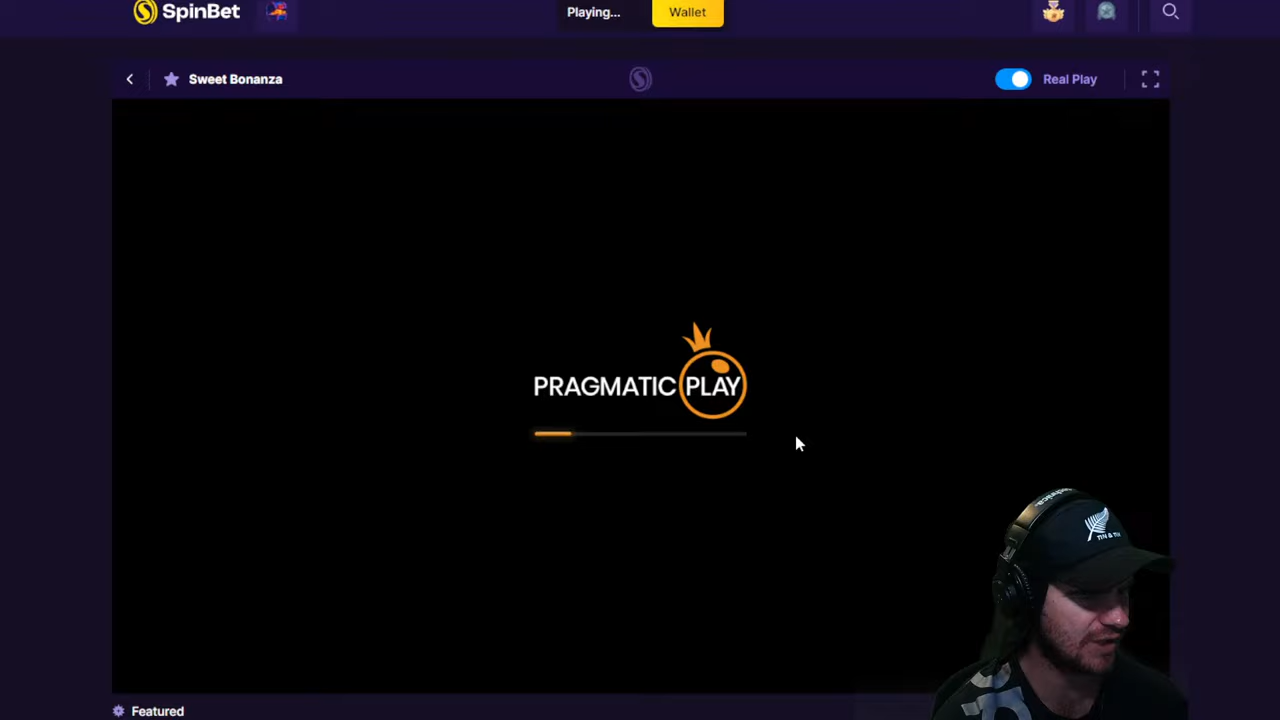 SpinBet
Playing...
Wallet
Sweet Bonanza
Real Play
PRAGMATIC PLAY
Featured